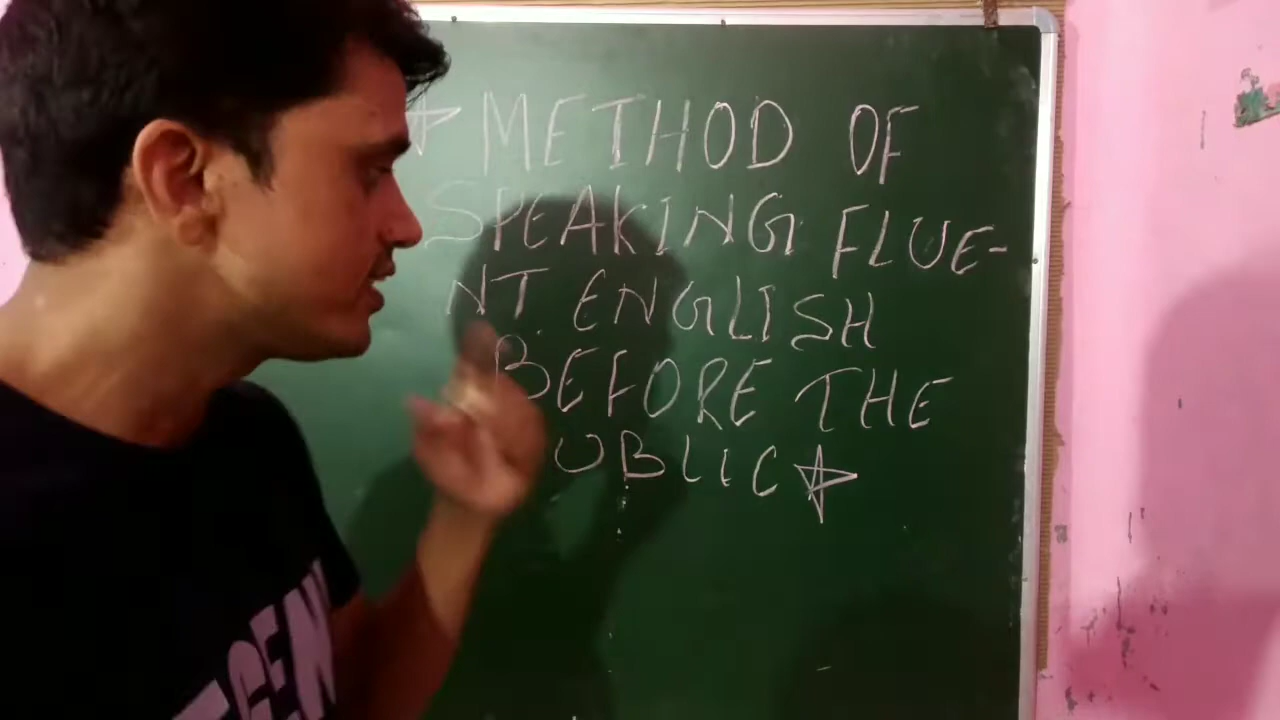 ★ METHOD OF
SPEAKING FLUE-
NT ENGLISH
BEFORE THE
UBLIC ★